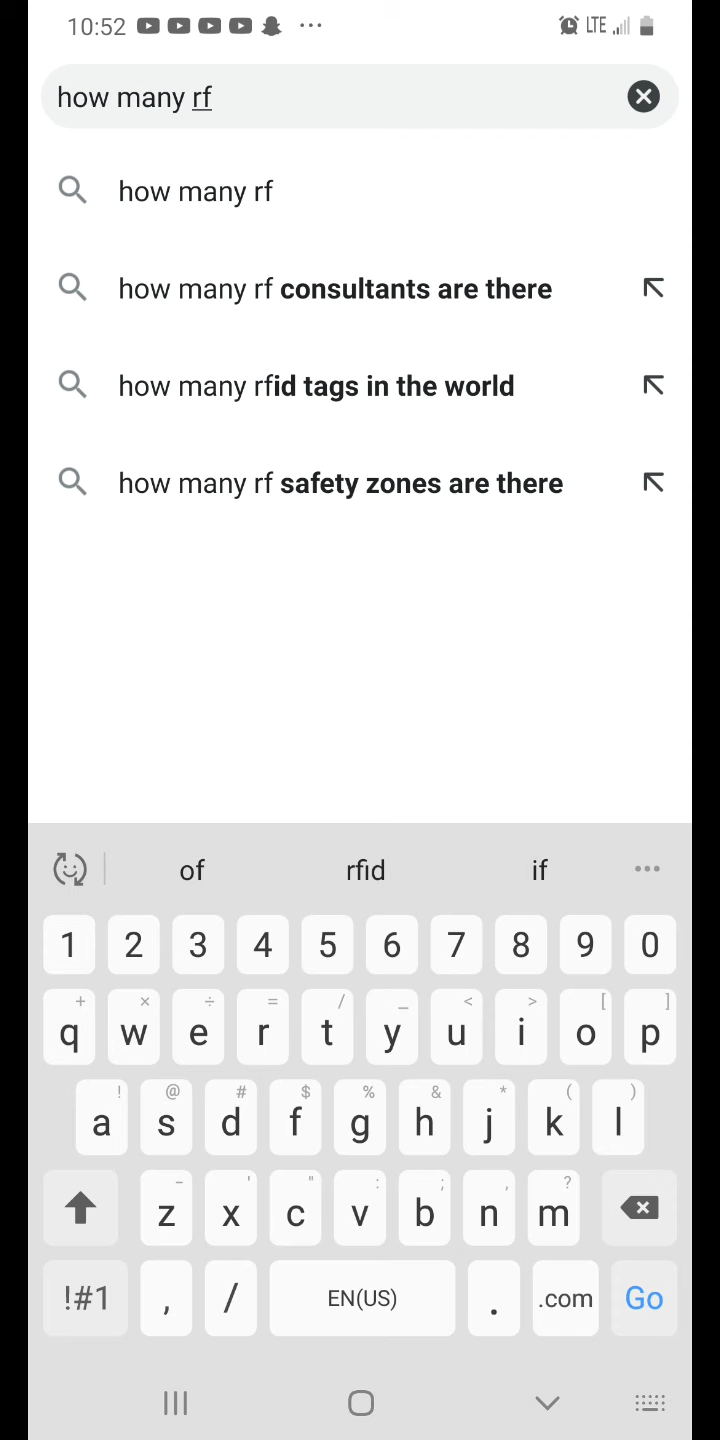 10:52 LTE
how many rf
how many rf
how many rf consultants are there
how many rfid tags in the world
how many rf safety zones are there
of rfid if
1 2 3 4 5 6 7 8 9 0
+ × ÷ = / _ < > [ ]
q w e r t y u i o p
! @ # $ % & * ( )
a s d f g h j k l
- ' " : ; , ?
z x c v b n m
!#1 , / EN(US) . .com Go